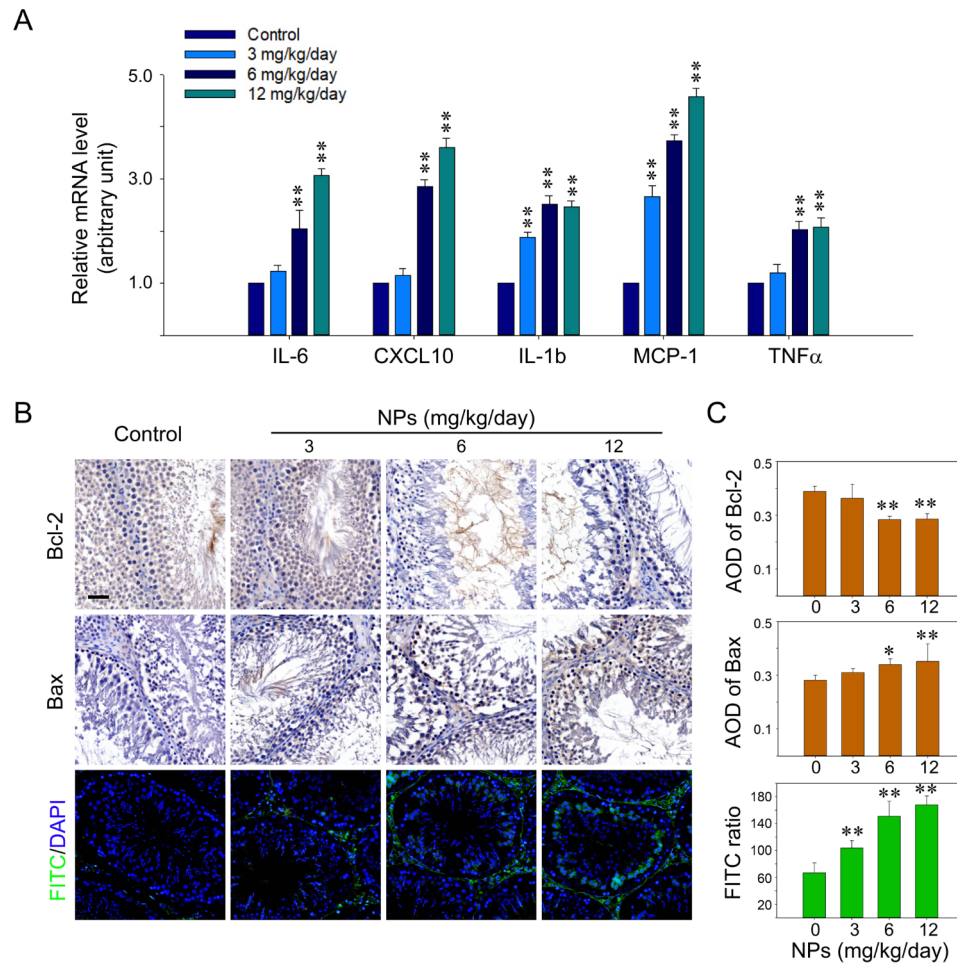 A
Control
3 mg/kg/day
6 mg/kg/day
12 mg/kg/day
Relative mRNA level
(arbitrary unit)
5.0
3.0
1.0
** ** ** ** ** ** ** ** ** ** ** **
IL-6 CXCL10 IL-1b MCP-1 TNFα
B
NPs (mg/kg/day)
Control 3 6 12
Bcl-2
Bax
FITC/DAPI
C
AOD of Bcl-2
0.5
0.3
0.1
** **
0 3 6 12
AOD of Bax
0.5
0.3
0.1
* **
0 3 6 12
FITC ratio
180
140
100
60
20
** ** **
0 3 6 12
NPs (mg/kg/day)